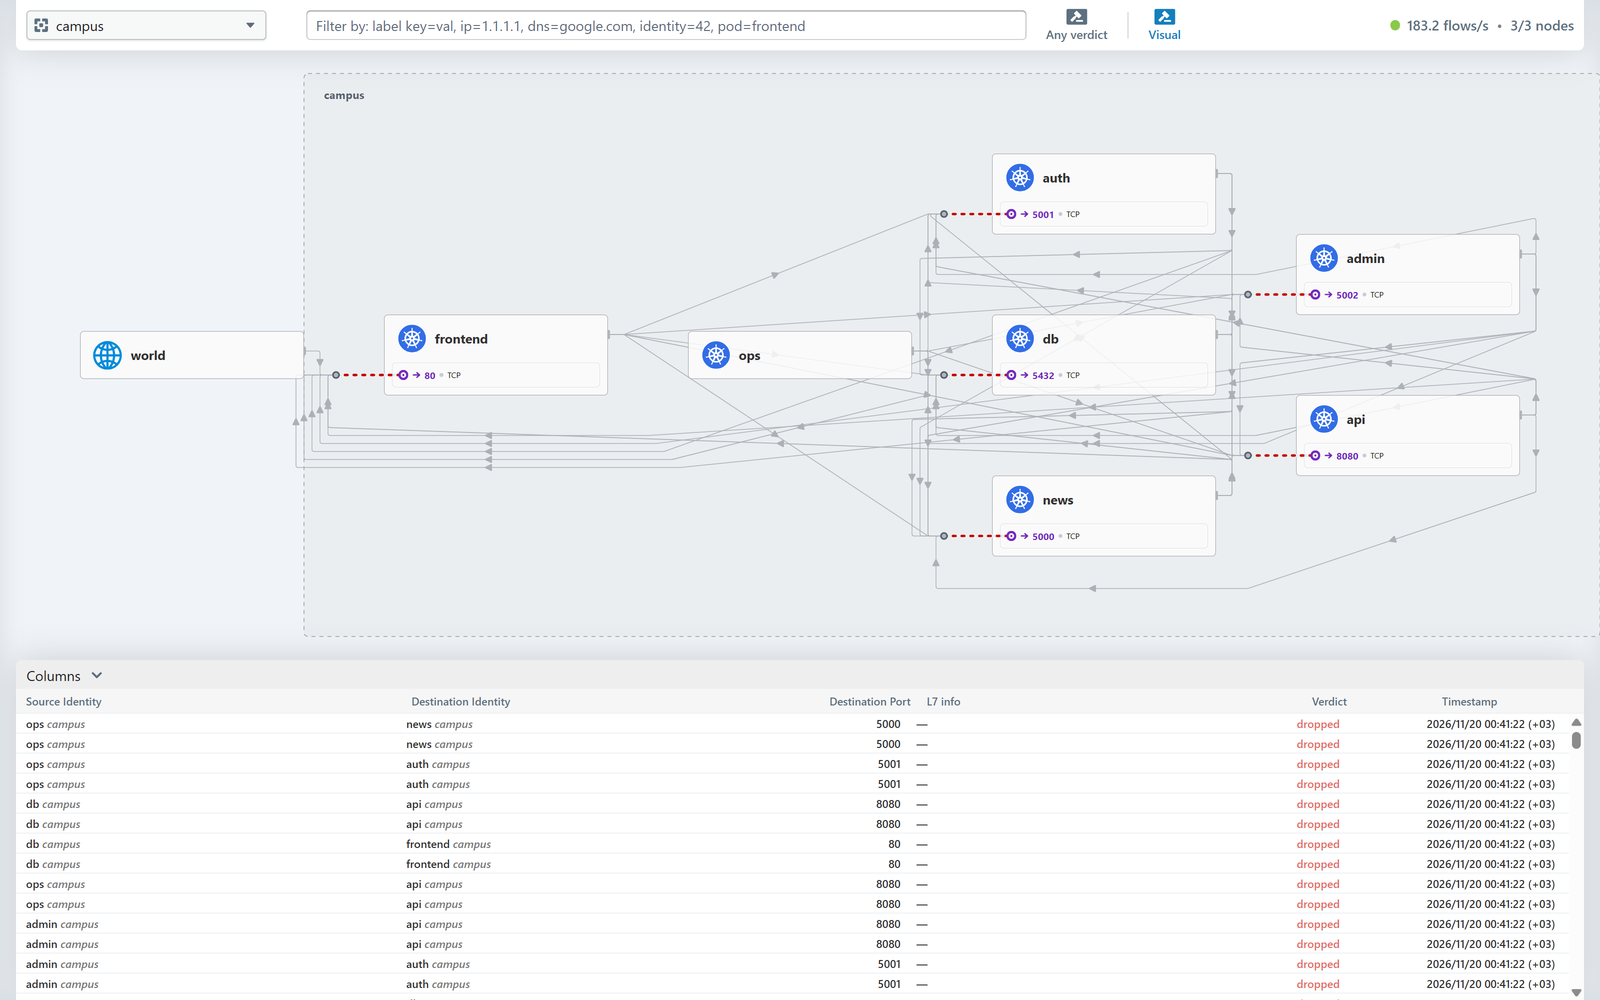 campus
Filter by: label key=val, ip=1.1.1.1, dns=google.com, identity=42, pod=frontend
Any verdict
Visual
183.2 flows/s • 3/3 nodes
campus
auth
→ 5001 • TCP
admin
→ 5002 • TCP
frontend
→ 80 • TCP
world
ops
db
→ 5432 • TCP
api
→ 8080 • TCP
news
→ 5000 • TCP
Columns
Source Identity Destination Identity Destination Port L7 info Verdict Timestamp
ops campus news campus 5000 — dropped 2026/11/20 00:41:22 (+03)
ops campus news campus 5000 — dropped 2026/11/20 00:41:22 (+03)
ops campus auth campus 5001 — dropped 2026/11/20 00:41:22 (+03)
ops campus auth campus 5001 — dropped 2026/11/20 00:41:22 (+03)
db campus api campus 8080 — dropped 2026/11/20 00:41:22 (+03)
db campus api campus 8080 — dropped 2026/11/20 00:41:22 (+03)
db campus frontend campus 80 — dropped 2026/11/20 00:41:22 (+03)
db campus frontend campus 80 — dropped 2026/11/20 00:41:22 (+03)
ops campus api campus 8080 — dropped 2026/11/20 00:41:22 (+03)
ops campus api campus 8080 — dropped 2026/11/20 00:41:22 (+03)
admin campus api campus 8080 — dropped 2026/11/20 00:41:22 (+03)
admin campus api campus 8080 — dropped 2026/11/20 00:41:22 (+03)
admin campus auth campus 5001 — dropped 2026/11/20 00:41:22 (+03)
admin campus auth campus 5001 — dropped 2026/11/20 00:41:22 (+03)